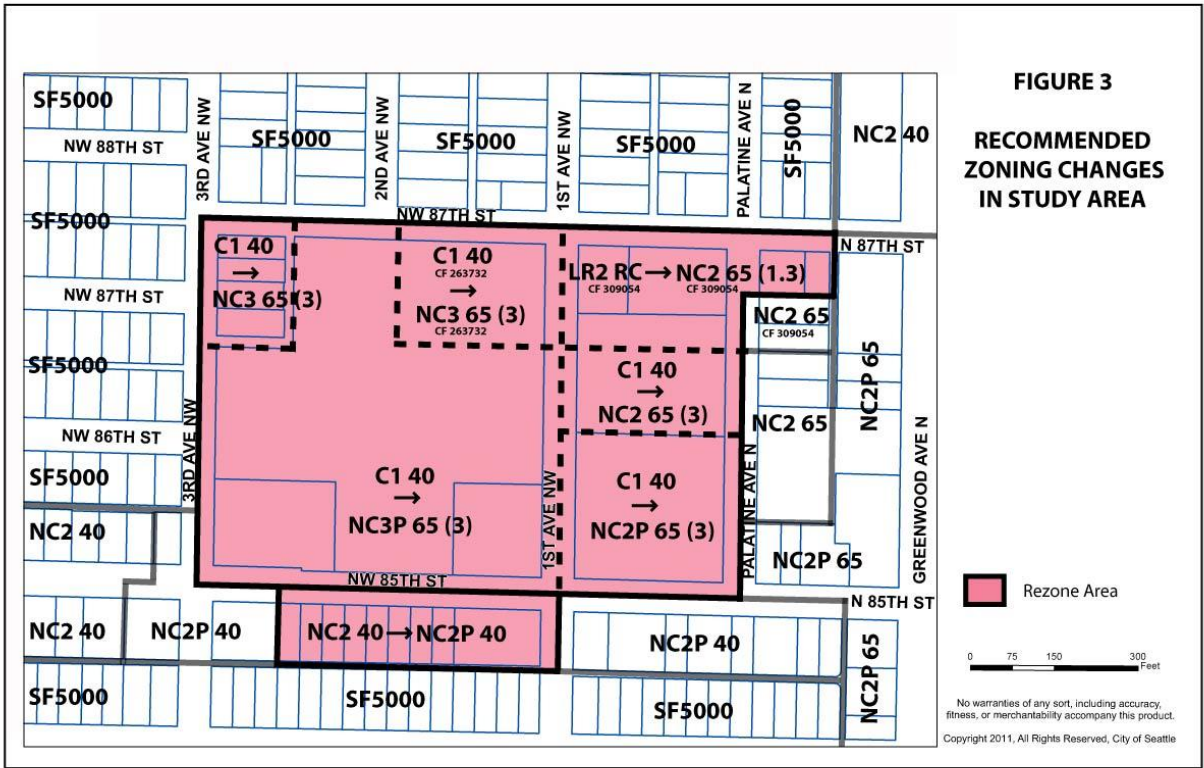 FIGURE 3
RECOMMENDED
ZONING CHANGES
IN STUDY AREA
SF5000
NW 88TH ST
3RD AVE NW
SF5000
2ND AVE NW
SF5000
1ST AVE NW
SF5000
PALATINE AVE N
SF5000
NC2 40
SF5000
NW 87TH ST
N 87TH ST
C1 40
→
NC3 65 (3)
C1 40
CF 263732
→
NC3 65 (3)
CF 263732
LR2 RC → NC2 65 (1.3)
CF 309054
CF 309054
NW 87TH ST
NC2 65
CF 309054
SF5000
C1 40
→
NC2 65 (3)
NC2 65
NC2P 65
GREENWOOD AVE N
3RD AVE NW
NW 86TH ST
SF5000
C1 40
→
NC3P 65 (3)
1ST AVE NW
C1 40
→
NC2P 65 (3)
PALATINE AVE N
NC2 40
NC2P 65
NW 85TH ST
N 85TH ST
NC2 40
NC2P 40
NC2 40 → NC2P 40
NC2P 40
NC2P 65
SF5000
SF5000
SF5000
Rezone Area
0 75 150 300
Feet
No warranties of any sort, including accuracy,
fitness, or merchantability accompany this product.
Copyright 2011, All Rights Reserved, City of Seattle